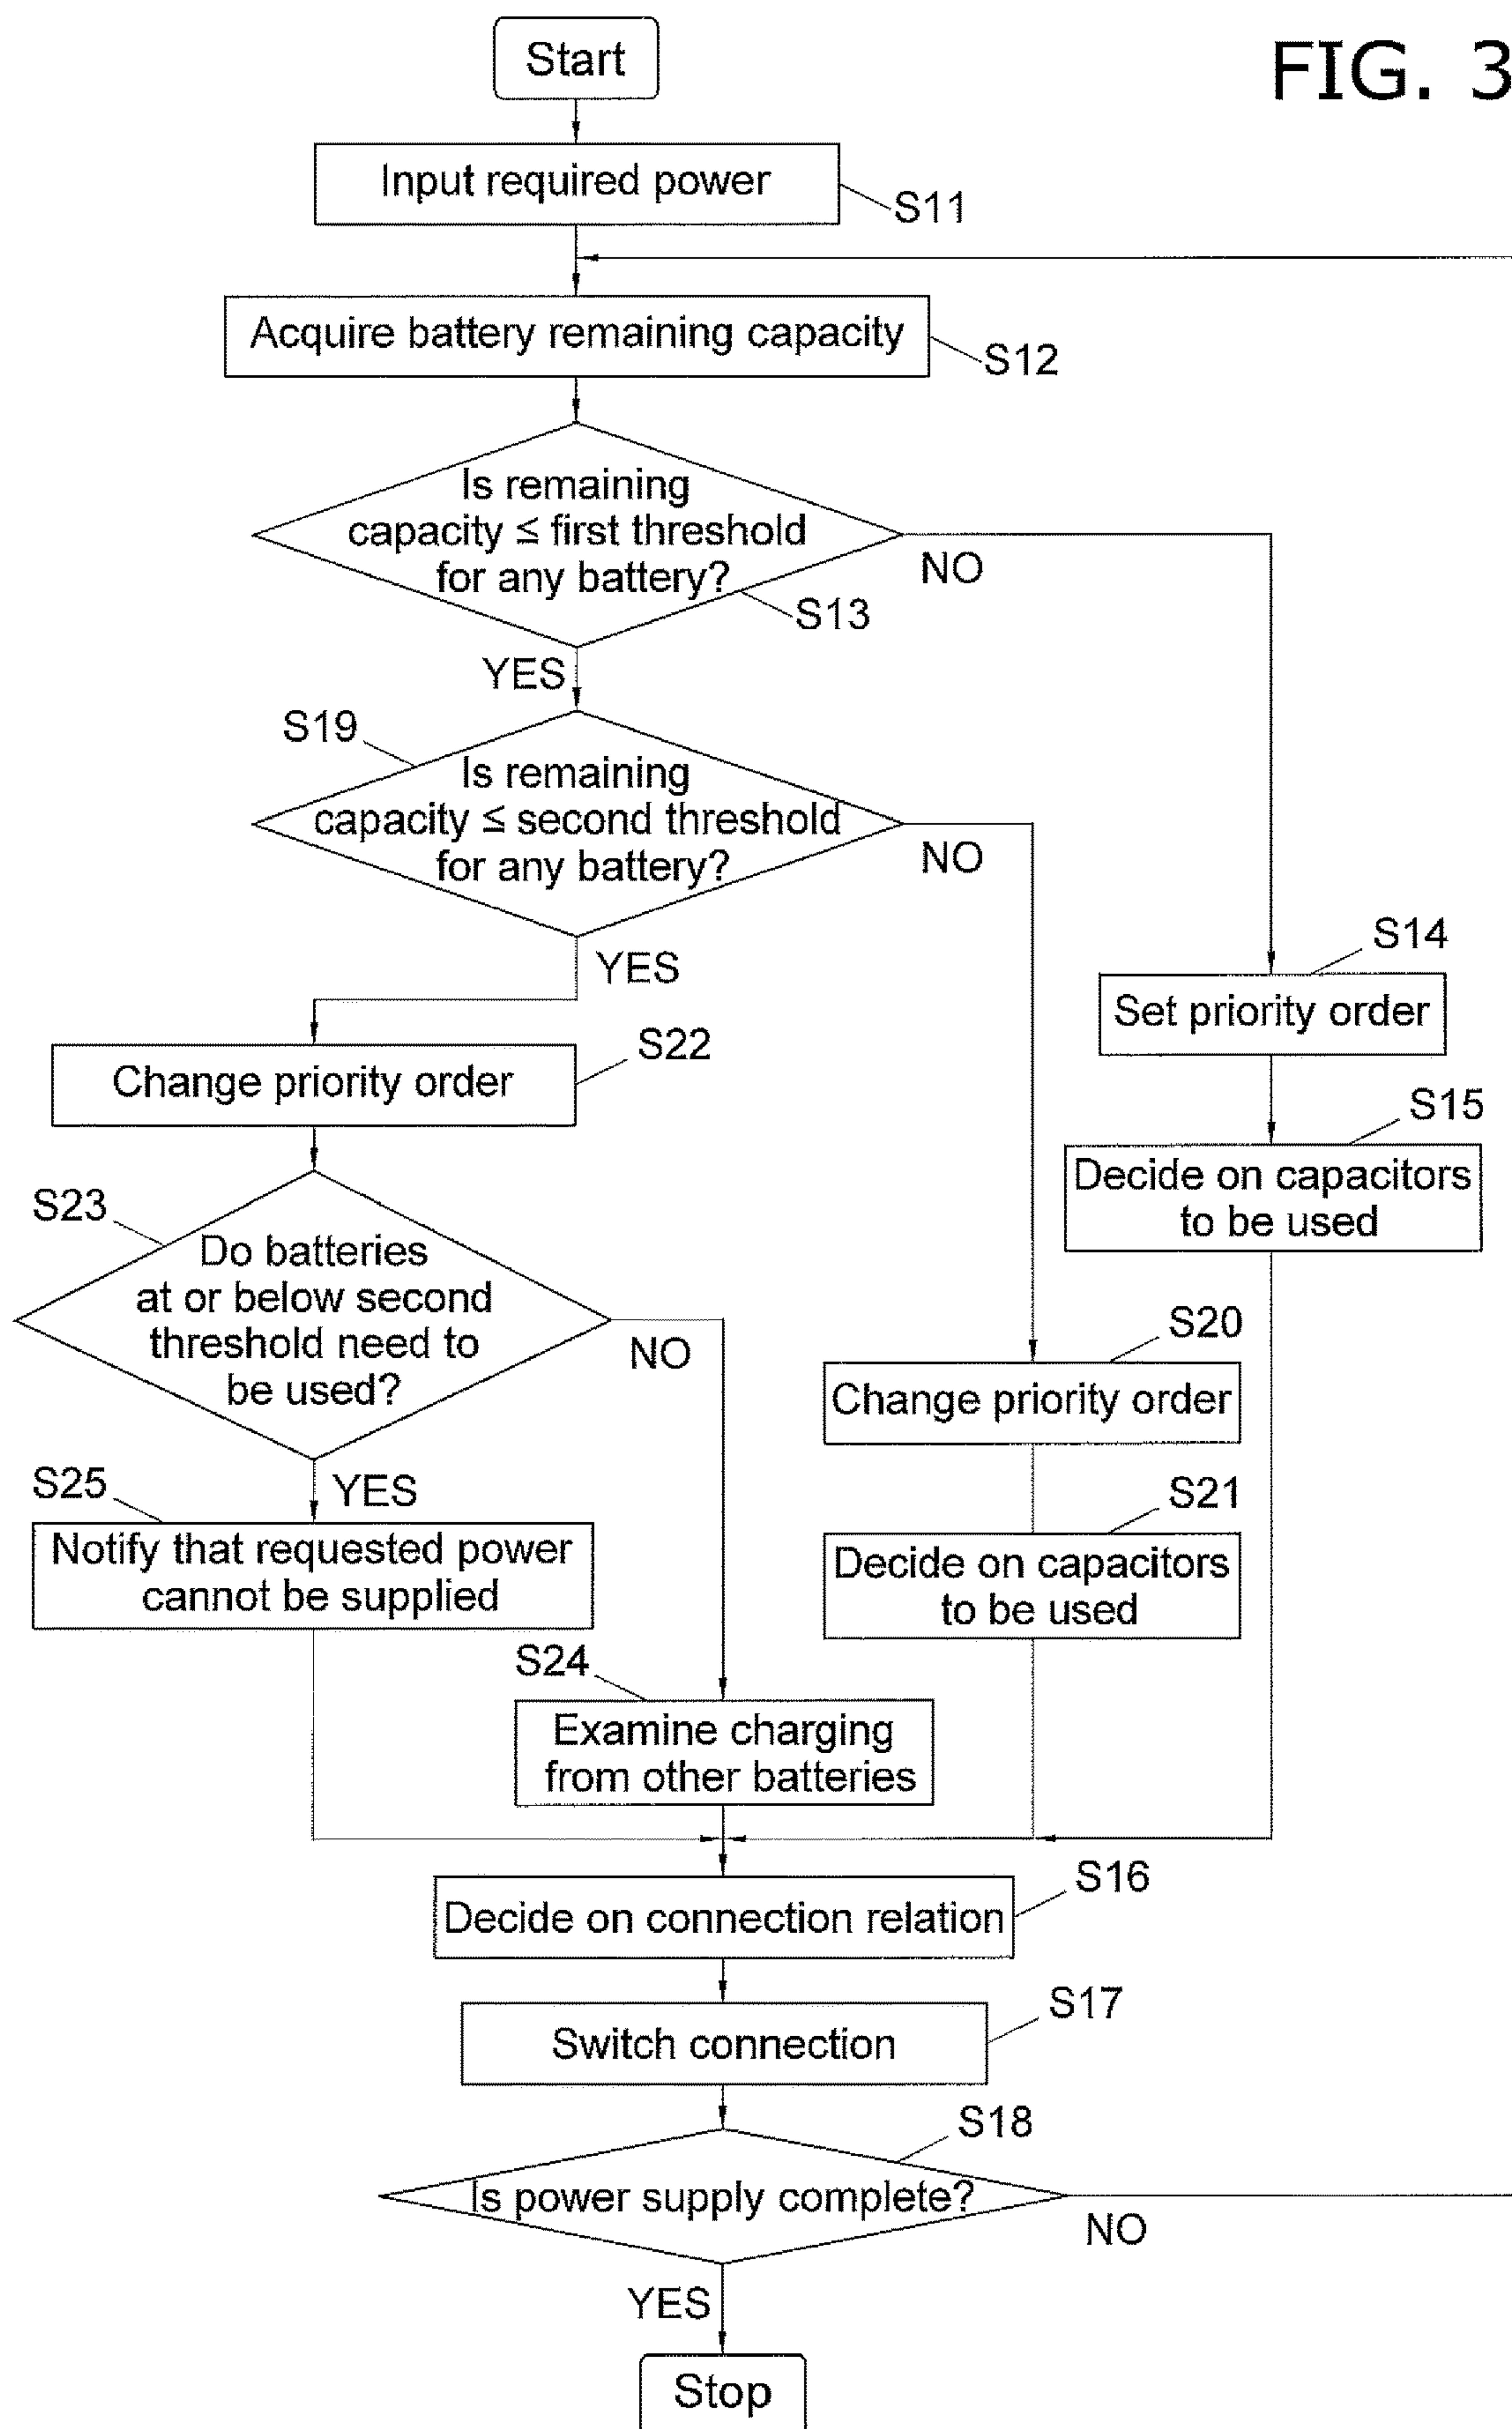 FIG. 3
Start
Input required power
S11
Acquire battery remaining capacity
S12
Is remaining
capacity ≤ first threshold
for any battery?
NO
S13
YES
S19
Is remaining
capacity ≤ second threshold
for any battery?
NO
YES
S14
Set priority order
S22
Change priority order
S15
Decide on capacitors
to be used
S23
Do batteries
at or below second
threshold need to
be used?
NO
S20
Change priority order
YES
S25
Notify that requested power
cannot be supplied
S21
Decide on capacitors
to be used
S24
Examine charging
from other batteries
S16
Decide on connection relation
S17
Switch connection
S18
Is power supply complete?
NO
YES
Stop